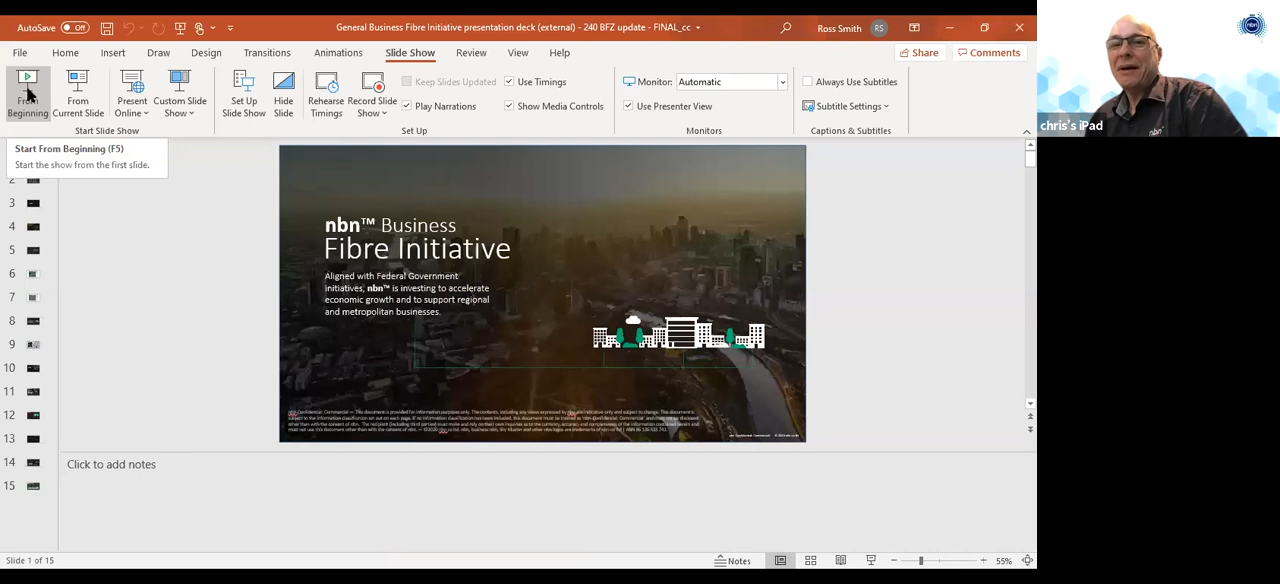 AutoSave Off
General Business Fibre Initiative presentation deck (external) - 240 BFZ update - FINAL_cc
Ross Smith RS
File Home Insert Draw Design Transitions Animations Slide Show Review View Help
Share Comments
From Beginning
From Current Slide
Present Online
Custom Slide Show
Set Up Slide Show
Hide Slide
Rehearse Timings
Record Slide Show
Keep Slides Updated
Play Narrations
Use Timings
Show Media Controls
Monitor: Automatic
Use Presenter View
Always Use Subtitles
Subtitle Settings
Start Slide Show Set Up Monitors Captions & Subtitles
Start From Beginning (F5)
Start the show from the first slide.
2
3
4
5
6
7
8
9
10
11
12
13
14
15
nbn™ Business
Fibre Initiative
Aligned with Federal Government
initiatives, nbn™ is investing to accelerate
economic growth and to support regional
and metropolitan businesses.
Click to add notes
Slide 1 of 15
Notes
55%
chris's iPad
nbn
nbn